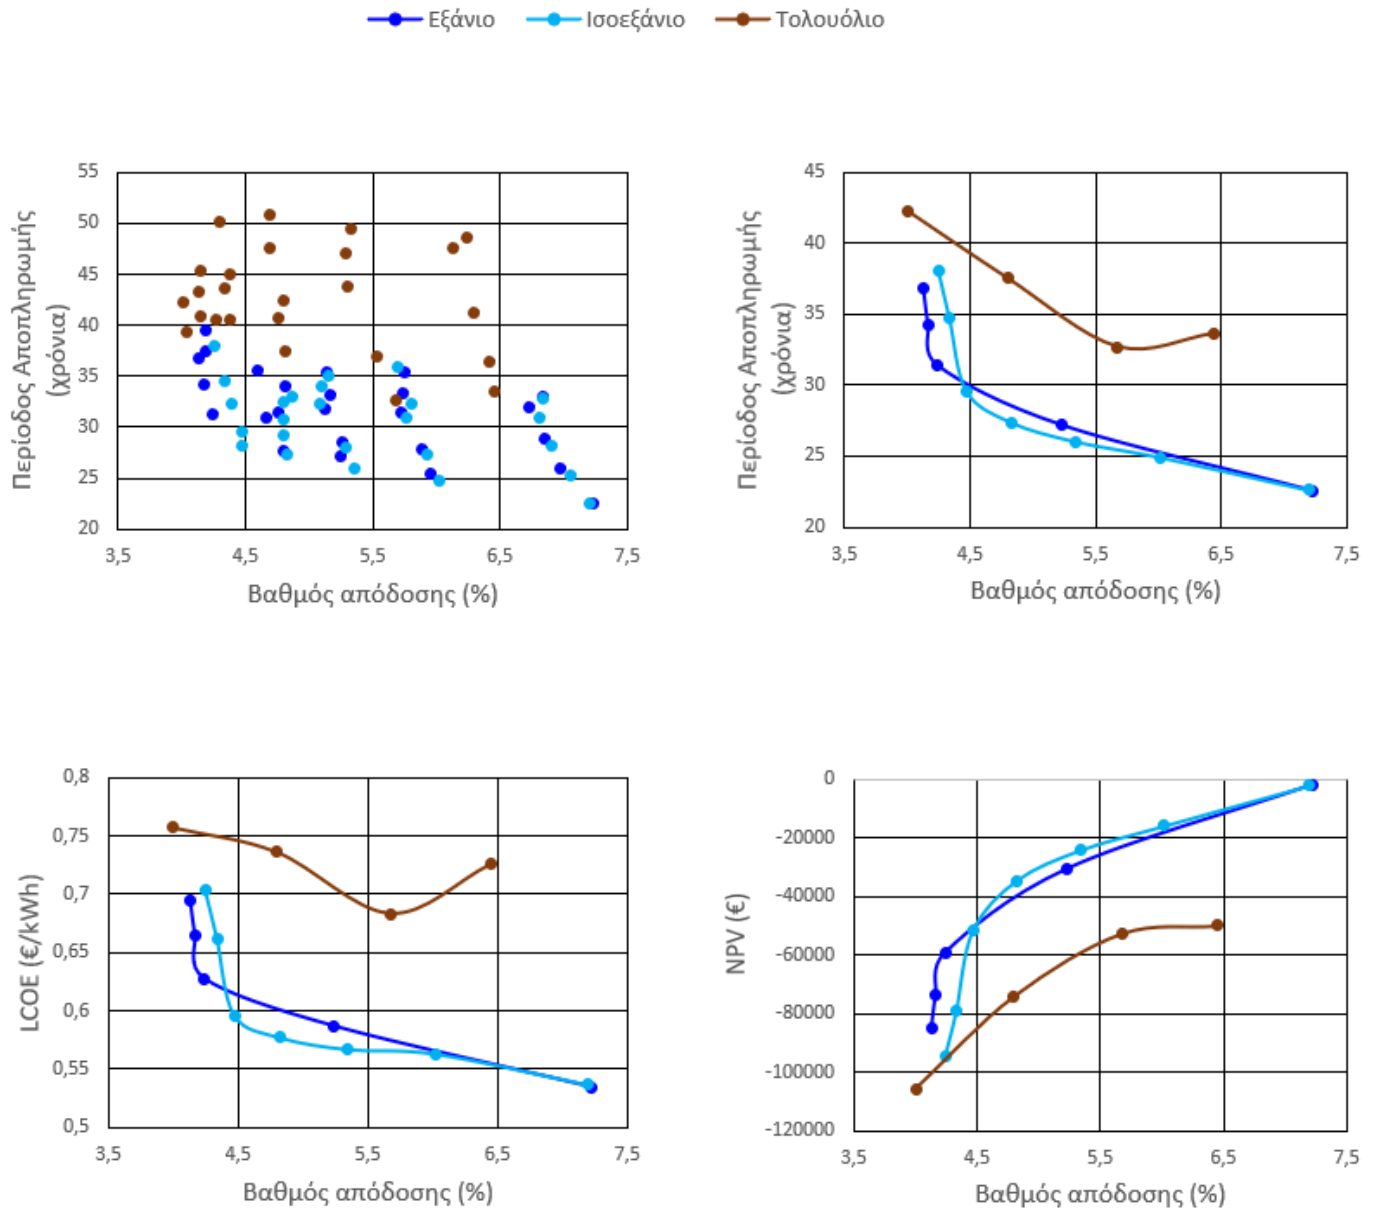 Εξάνιο Ισοεξάνιο Τολουόλιο
Περίοδος Αποπληρωμής
(χρόνια)
55
50
45
40
35
30
25
20
3,5 4,5 5,5 6,5 7,5
Βαθμός απόδοσης (%)
Περίοδος Αποπληρωμής
(χρόνια)
45
40
35
30
25
20
3,5 4,5 5,5 6,5 7,5
Βαθμός απόδοσης (%)
LCOE (€/kWh)
0,8
0,75
0,7
0,65
0,6
0,55
0,5
3,5 4,5 5,5 6,5 7,5
Βαθμός απόδοσης (%)
NPV (€)
0
-20000
-40000
-60000
-80000
-100000
-120000
3,5 4,5 5,5 6,5 7,5
Βαθμός απόδοσης (%)